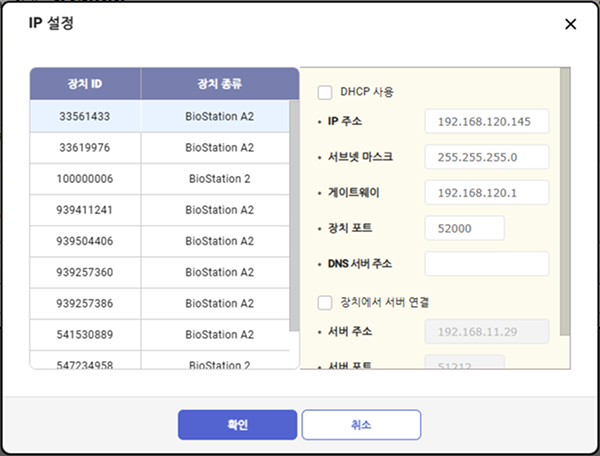 IP 설정
장치 ID 장치 종류
33561433 BioStation A2
33619976 BioStation A2
100000006 BioStation 2
939411241 BioStation A2
939504406 BioStation A2
939257360 BioStation A2
939257386 BioStation A2
541530889 BioStation A2
547234958 BioStation 2
DHCP 사용
• IP 주소 192.168.120.145
• 서브넷 마스크 255.255.255.0
• 게이트웨이 192.168.120.1
• 장치 포트 52000
• DNS 서버 주소
장치에서 서버 연결
• 서버 주소 192.168.11.29
• 서버 포트 51212
확인 취소